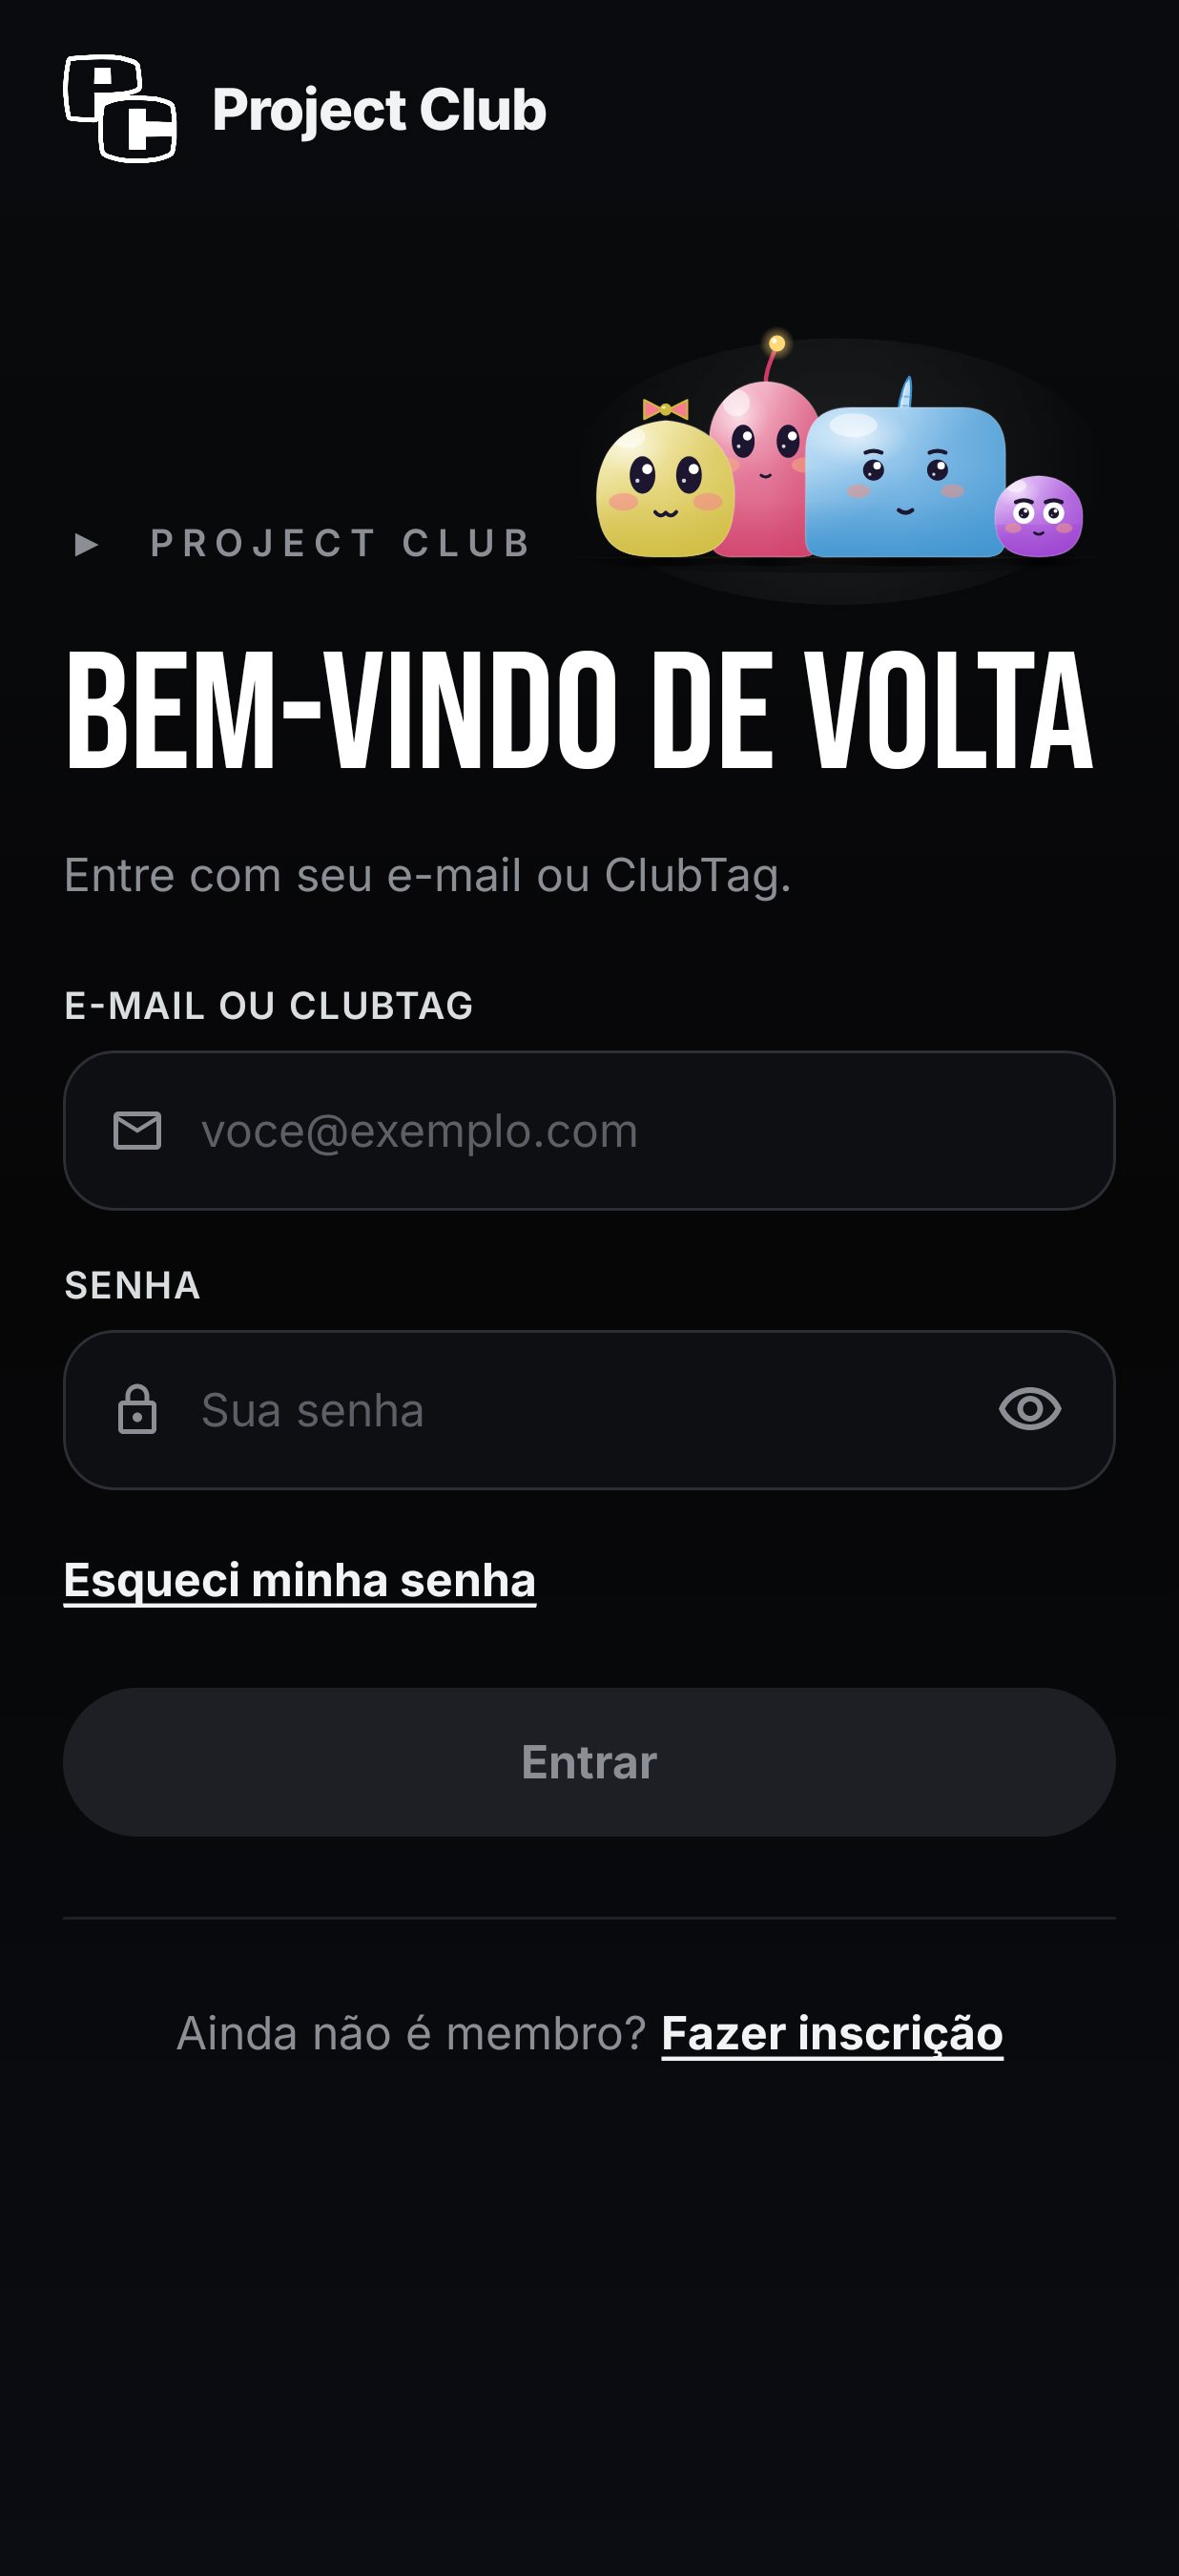 Project Club
▶ PROJECT CLUB
BEM-VINDO DE VOLTA
Entre com seu e-mail ou ClubTag.
E-MAIL OU CLUBTAG
voce@exemplo.com
SENHA
Sua senha
Esqueci minha senha
Entrar
Ainda não é membro? Fazer inscrição